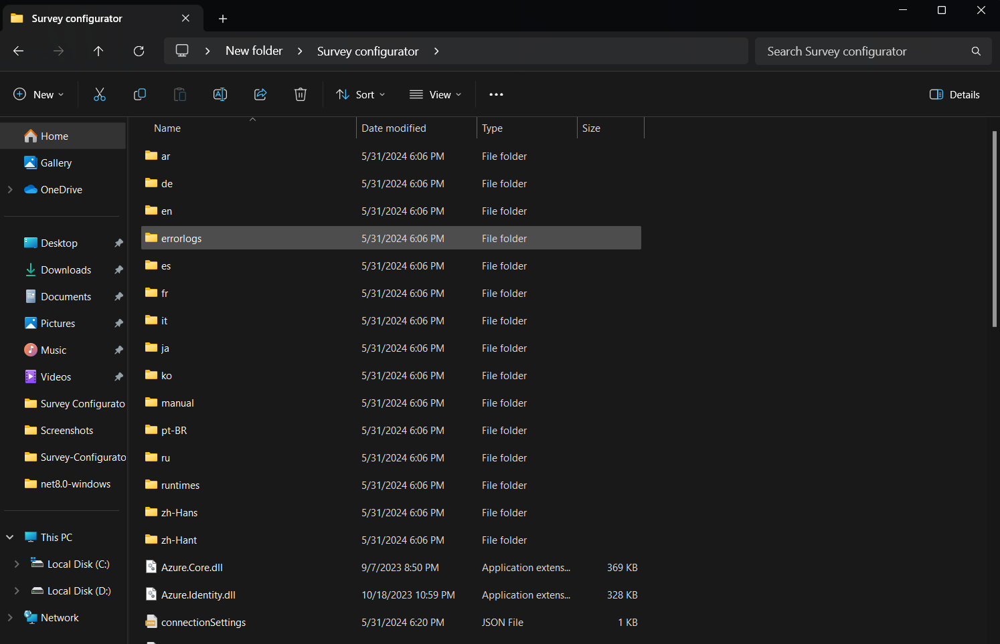 Survey configurator
New folder > Survey configurator >
Search Survey configurator
New
Sort
View
Details
Name
Date modified
Type
Size
Home
Gallery
OneDrive
Desktop
Downloads
Documents
Pictures
Music
Videos
Survey Configurato
Screenshots
Survey-Configurato
net8.0-windows
This PC
Local Disk (C:)
Local Disk (D:)
Network
ar 5/31/2024 6:06 PM File folder
de 5/31/2024 6:06 PM File folder
en 5/31/2024 6:06 PM File folder
errorlogs 5/31/2024 6:06 PM File folder
es 5/31/2024 6:06 PM File folder
fr 5/31/2024 6:06 PM File folder
it 5/31/2024 6:06 PM File folder
ja 5/31/2024 6:06 PM File folder
ko 5/31/2024 6:06 PM File folder
manual 5/31/2024 6:06 PM File folder
pt-BR 5/31/2024 6:06 PM File folder
ru 5/31/2024 6:06 PM File folder
runtimes 5/31/2024 6:06 PM File folder
zh-Hans 5/31/2024 6:06 PM File folder
zh-Hant 5/31/2024 6:06 PM File folder
Azure.Core.dll 9/7/2023 8:50 PM Application extens... 369 KB
Azure.Identity.dll 10/18/2023 10:59 PM Application extens... 328 KB
connectionSettings 5/31/2024 6:20 PM JSON File 1 KB